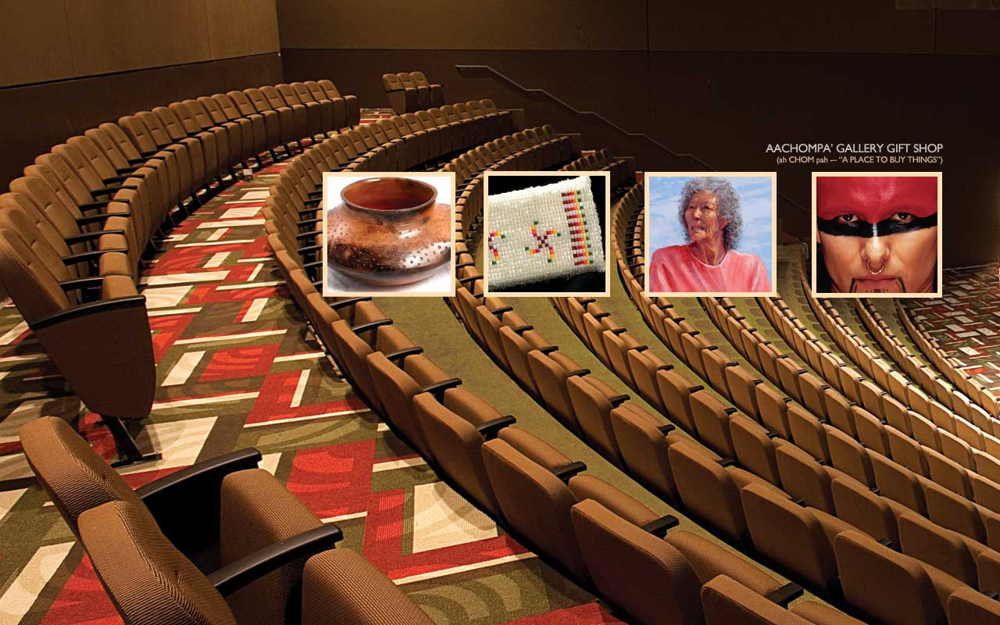 AACHOMPA' GALLERY GIFT SHOP
(ah CHOM pah — “A PLACE TO BUY THINGS”)